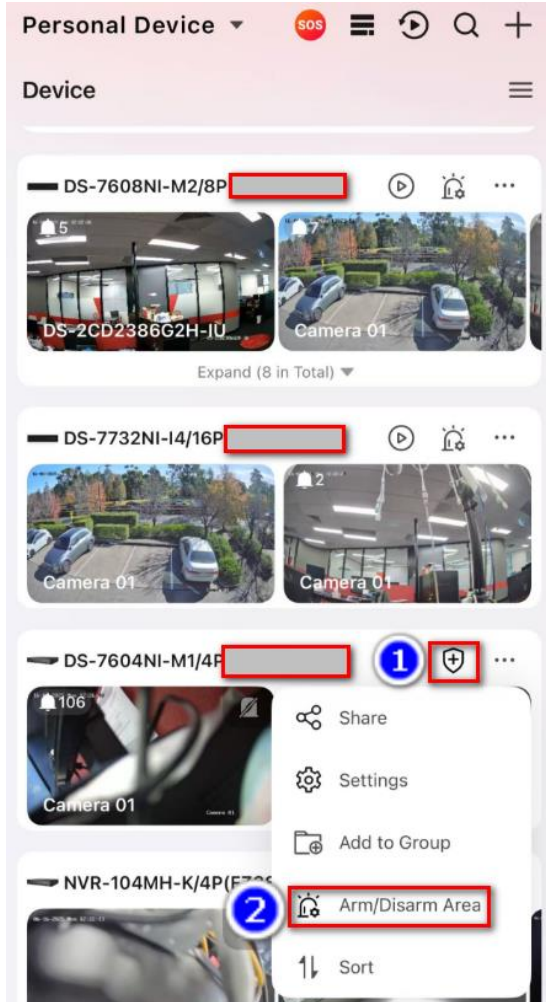 Personal Device
SOS
Device
DS-7608NI-M2/8P
5
7
DS-2CD2386G2H-IU
Camera 01
Expand (8 in Total)
DS-7732NI-I4/16P
2
Camera 01
Camera 01
DS-7604NI-M1/4P
1
106
Share
Camera 01
Camera 01
Settings
Add to Group
NVR-104MH-K/4P(
2
Arm/Disarm Area
Sort